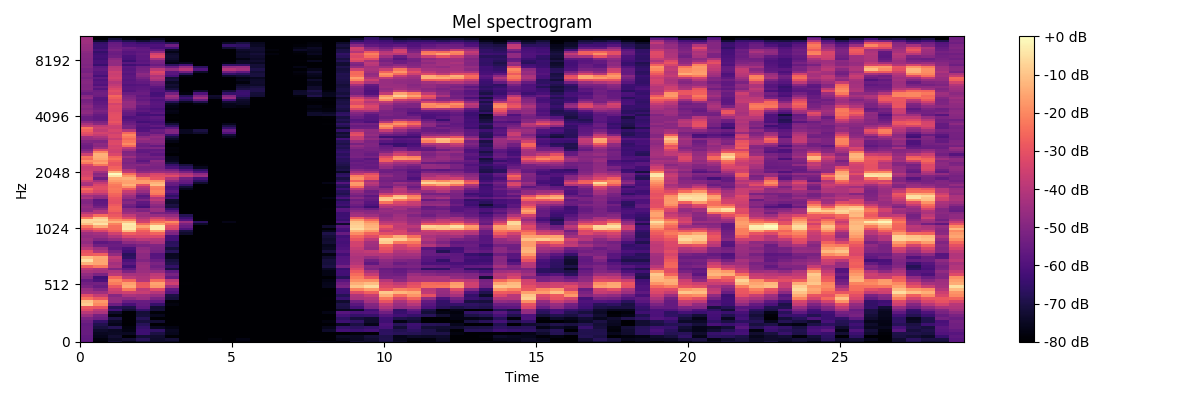 Mel spectrogram
Hz
8192
4096
2048
1024
512
0
0 5 10 15 20 25
Time
+0 dB
-10 dB
-20 dB
-30 dB
-40 dB
-50 dB
-60 dB
-70 dB
-80 dB